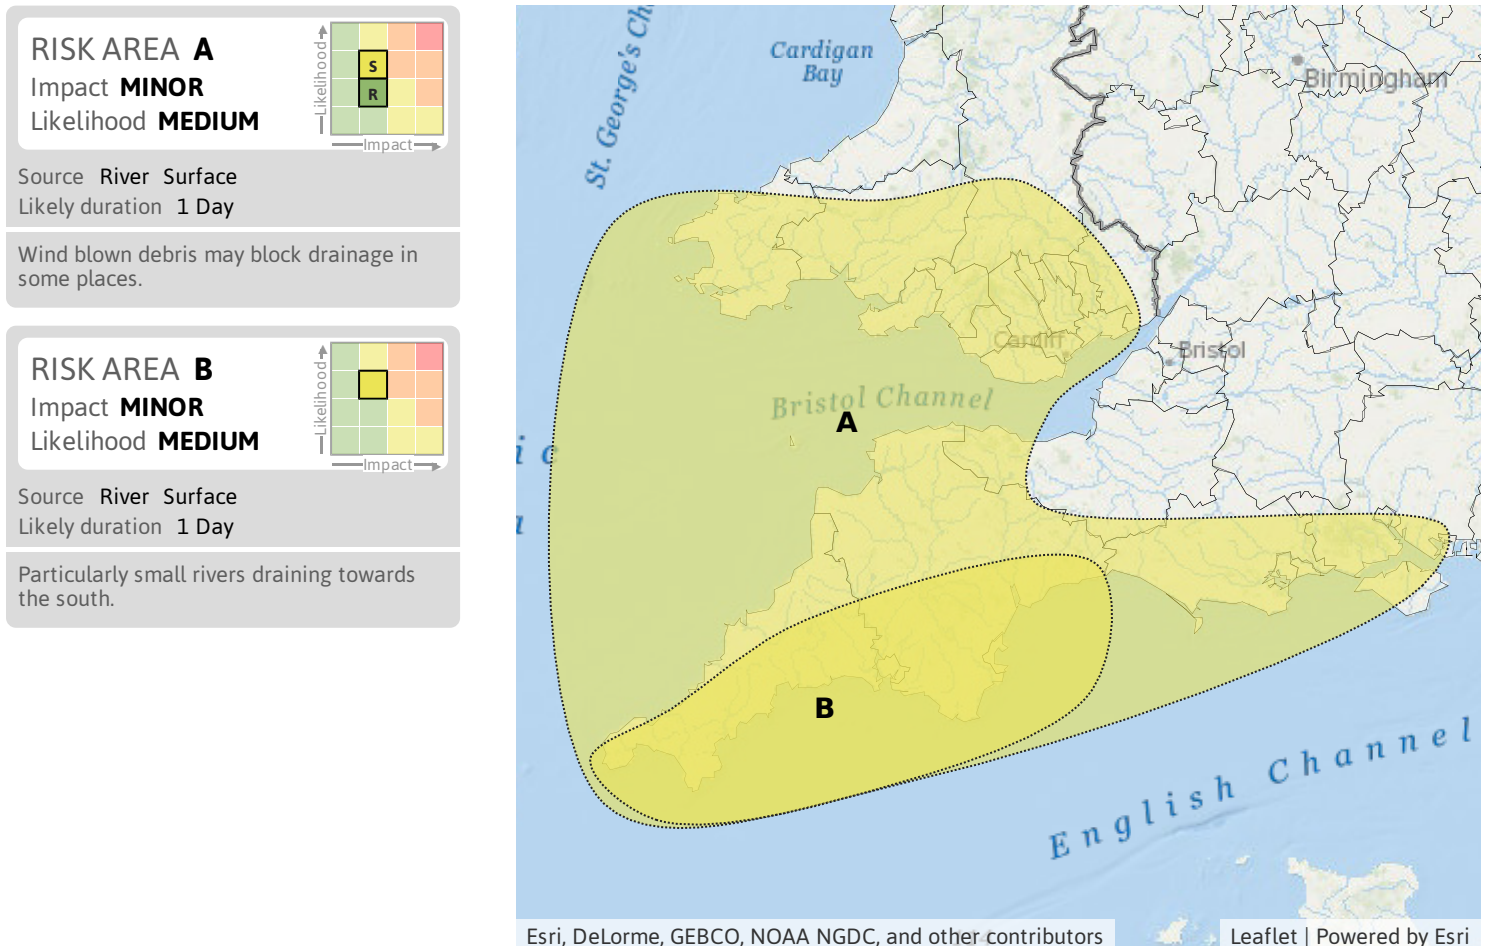 RISK AREA A
Impact MINOR
Likelihood MEDIUM
Likelihood
S
R
Impact
Source River Surface
Likely duration 1 Day
Wind blown debris may block drainage in
some places.
RISK AREA B
Impact MINOR
Likelihood MEDIUM
Likelihood
Impact
Source River Surface
Likely duration 1 Day
Particularly small rivers draining towards
the south.
St. George's Ch
Cardigan
Bay
Birmingham
Cardiff
Bristol
Bristol Channel
A
i c
a
B
English Channel
Esri, DeLorme, GEBCO, NOAA NGDC, and other contributors
Leaflet | Powered by Esri